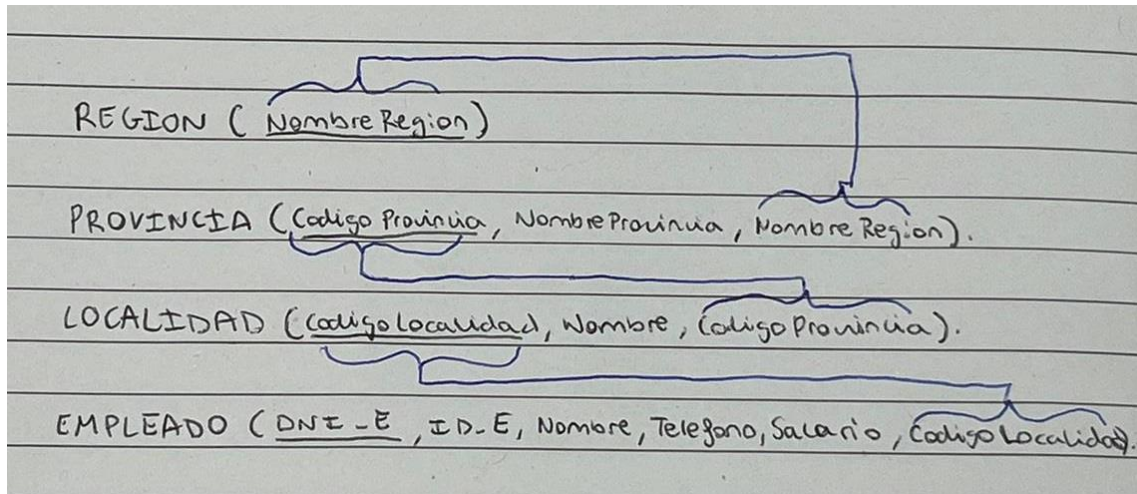 REGION ( Nombre Region)
PROVINCIA (Codigo Provincia, Nombre Provincia, Nombre Region).
LOCALIDAD (Codigo Localidad, Nombre, Codigo Provincia).
EMPLEADO (DNI_E, ID_E, Nombre, Telefono, Salario, Codigo Localidad).